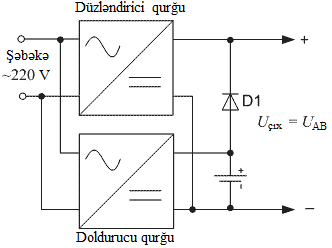 Düzləndirici qurğu
Şəbəkə
~220 V
+
D1
Uçıx = UAB
+
-
−
Doldurucu qurğu